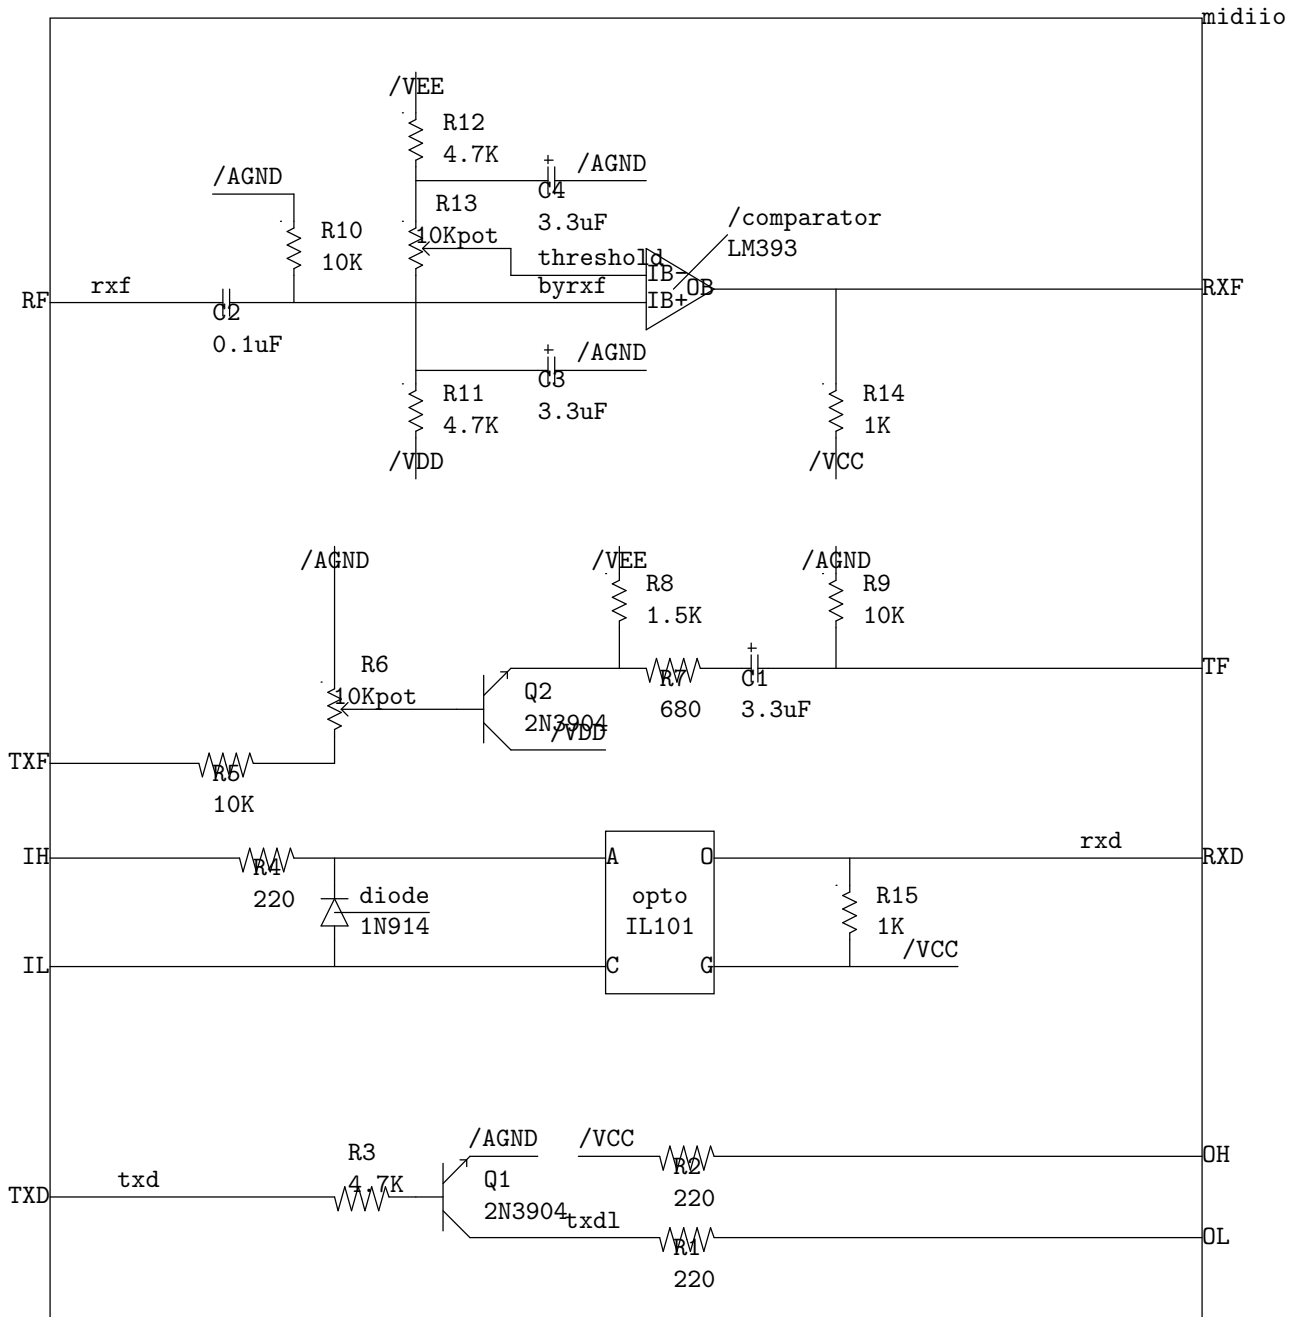 midiio
/VEE
R12
4.7K
+
/AGND
C4
3.3uF
/AGND
R10
10K
R13
10Kpot
/comparator
LM393
threshold
IB-
OB
byrxf
IB+
RF
rxf
RXF
C2
0.1uF
+
/AGND
C3
3.3uF
R11
4.7K
/VDD
R14
1K
/VCC
/AGND
/VEE
R8
1.5K
/AGND
R9
10K
R6
10Kpot
Q2
2N3904
/VDD
R7
680
+
C1
3.3uF
TF
TXF
R5
10K
IH
R4
220
diode
1N914
A
O
opto
IL101
C
G
rxd
RXD
R15
1K
/VCC
IL
R3
4.7K
/AGND
/VCC
R2
220
OH
TXD
txd
Q1
2N3904
txdl
R1
220
OL